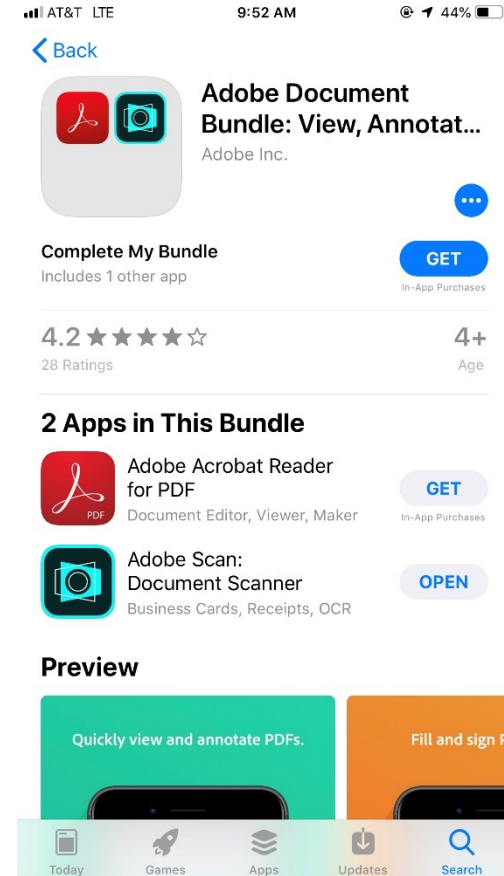 AT&T LTE 9:52 AM 44%
Back
Adobe Document
Bundle: View, Annotat...
Adobe Inc.
Complete My Bundle
Includes 1 other app
GET
In-App Purchases
4.2
28 Ratings
4+
Age
2 Apps in This Bundle
Adobe Acrobat Reader
for PDF
Document Editor, Viewer, Maker
PDF
GET
In-App Purchases
Adobe Scan:
Document Scanner
Business Cards, Receipts, OCR
OPEN
Preview
Quickly view and annotate PDFs.
Fill and sign P
Today Games Apps Updates Search